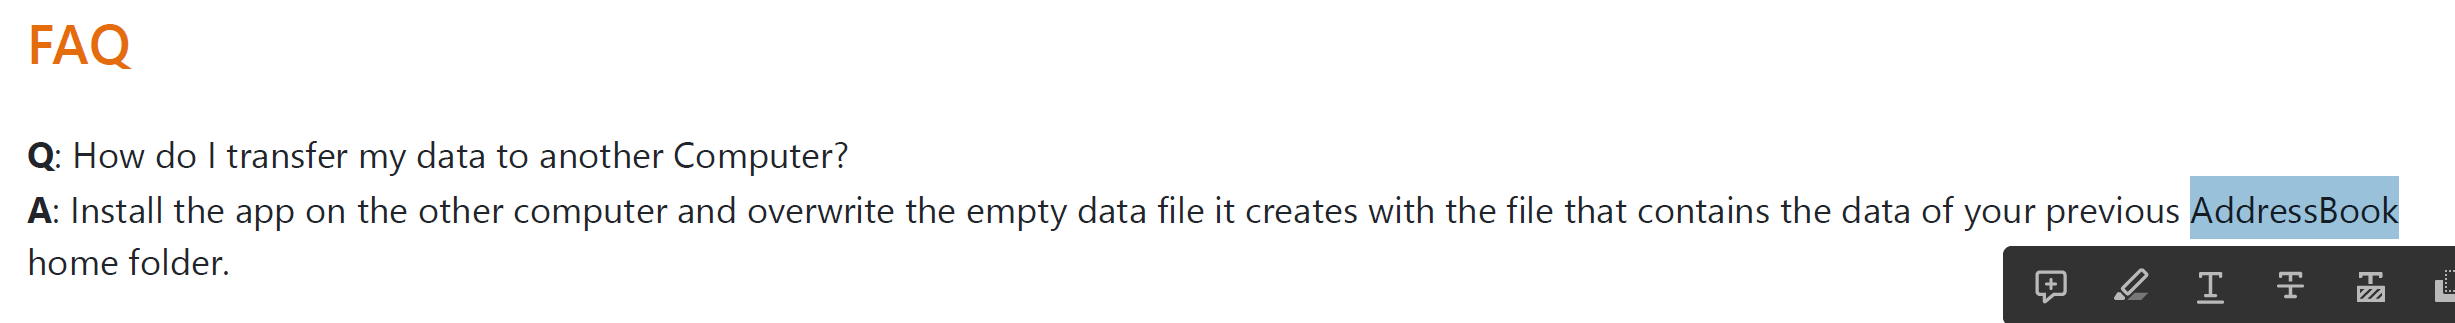 FAQ
Q: How do I transfer my data to another Computer?
A: Install the app on the other computer and overwrite the empty data file it creates with the file that contains the data of your previous AddressBook
home folder.